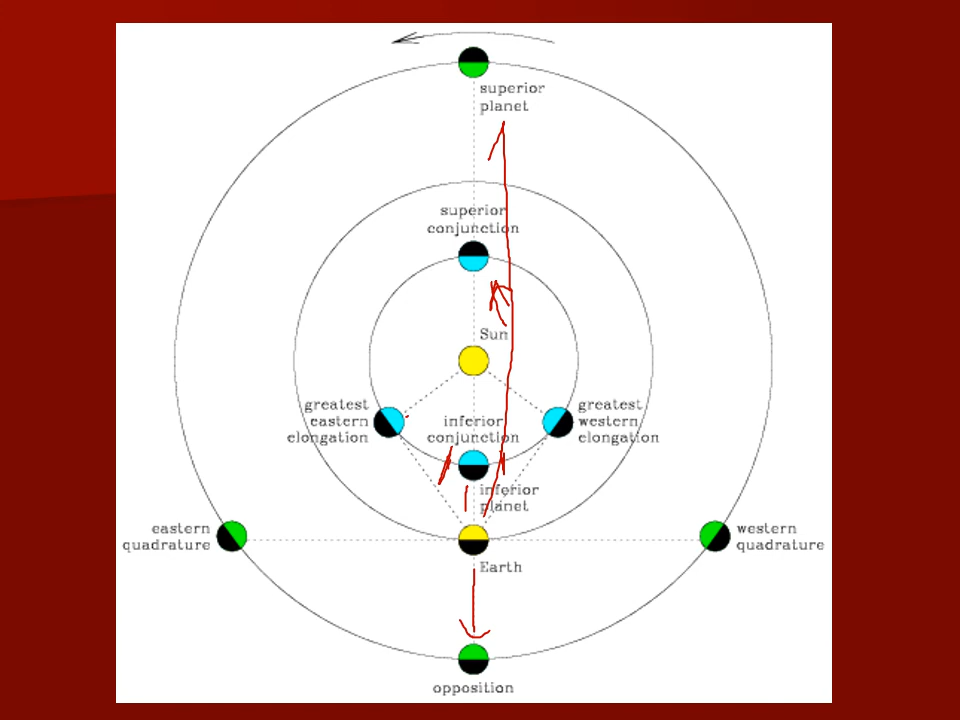 superior
planet
superior
conjunction
Sun
greatest
eastern
elongation
inferior
conjunction
greatest
western
elongation
inferior
planet
eastern
quadrature
western
quadrature
Earth
opposition